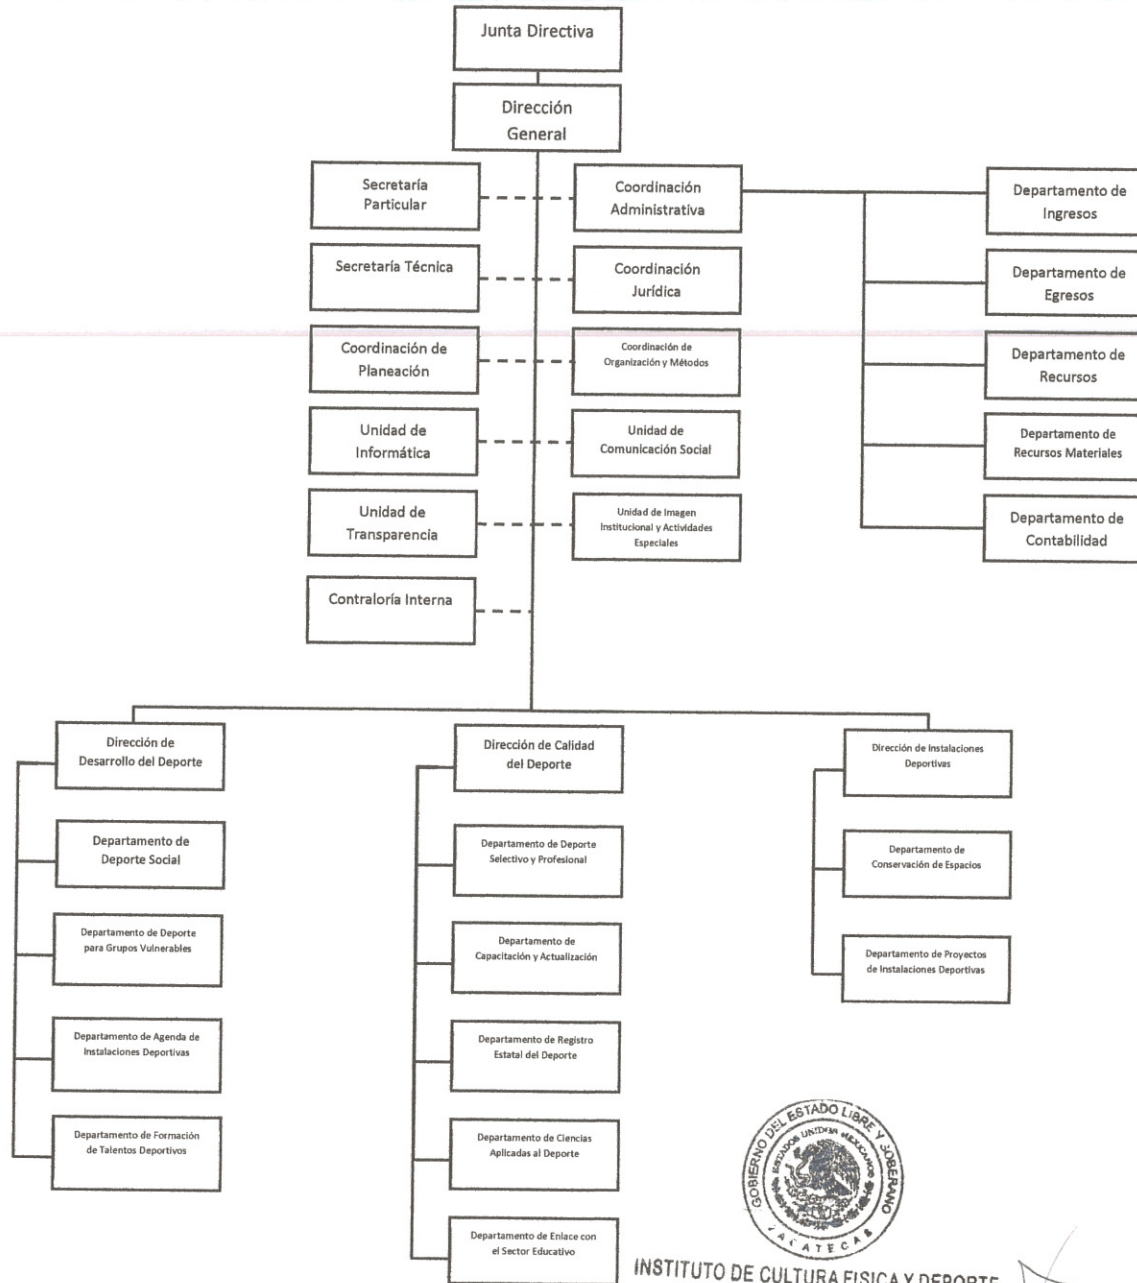 Junta Directiva
Dirección
General
Secretaría
Particular
Coordinación
Administrativa
Departamento de
Ingresos
Secretaría Técnica
Coordinación
Jurídica
Departamento de
Egresos
Coordinación de
Planeación
Coordinación de
Organización y Métodos
Departamento de
Recursos
Unidad de
Informática
Unidad de
Comunicación Social
Departamento de
Recursos Materiales
Unidad de
Transparencia
Unidad de Imagen
Institucional y Actividades
Especiales
Departamento de
Contabilidad
Contraloría Interna
Dirección de
Desarrollo del Deporte
Departamento de
Deporte Social
Departamento de Deporte
para Grupos Vulnerables
Departamento de Agenda de
Instalaciones Deportivas
Departamento de Formación
de Talentos Deportivos
Dirección de Calidad
del Deporte
Departamento de Deporte
Selectivo y Profesional
Departamento de
Capacitación y Actualización
Departamento de Registro
Estatal del Deporte
Departamento de Ciencias
Aplicadas al Deporte
Departamento de Enlace con
el Sector Educativo
Dirección de Instalaciones
Deportivas
Departamento de
Conservación de Espacios
Departamento de Proyectos
de Instalaciones Deportivas
GOBIERNO DEL ESTADO LIBRE Y SOBERANO
ESTADOS UNIDOS MEXICANOS
ZACATECAS
INSTITUTO DE CULTURA FISICA Y DEPORTE